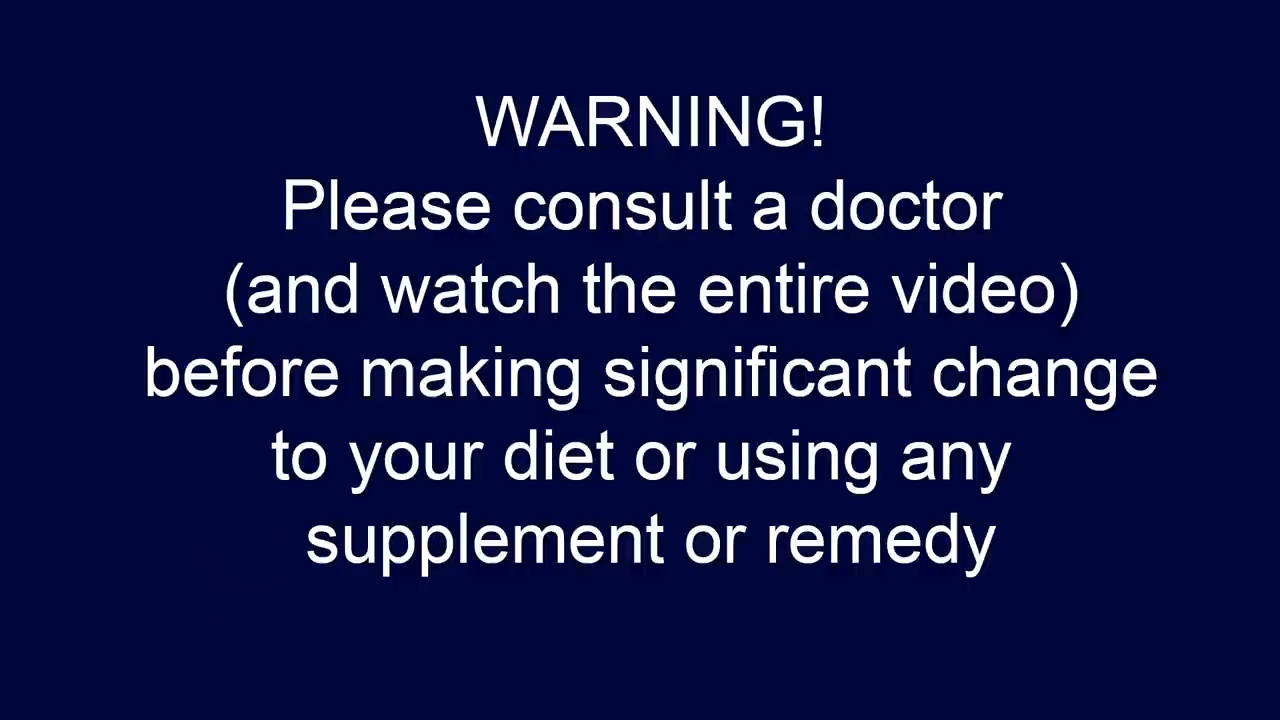 WARNING!
Please consult a doctor
(and watch the entire video)
before making significant change
to your diet or using any
supplement or remedy